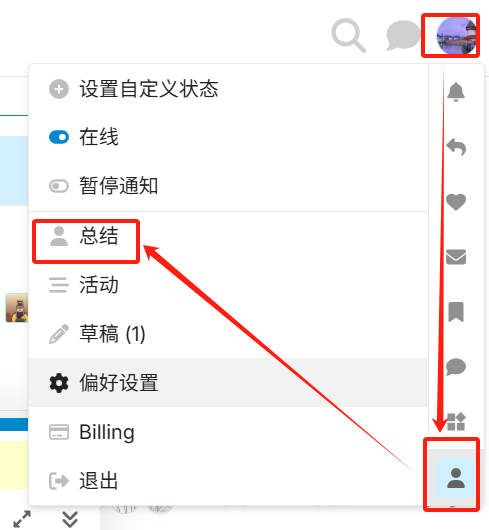 设置自定义状态
在线
暂停通知
总结
活动
草稿 (1)
偏好设置
Billing
退出